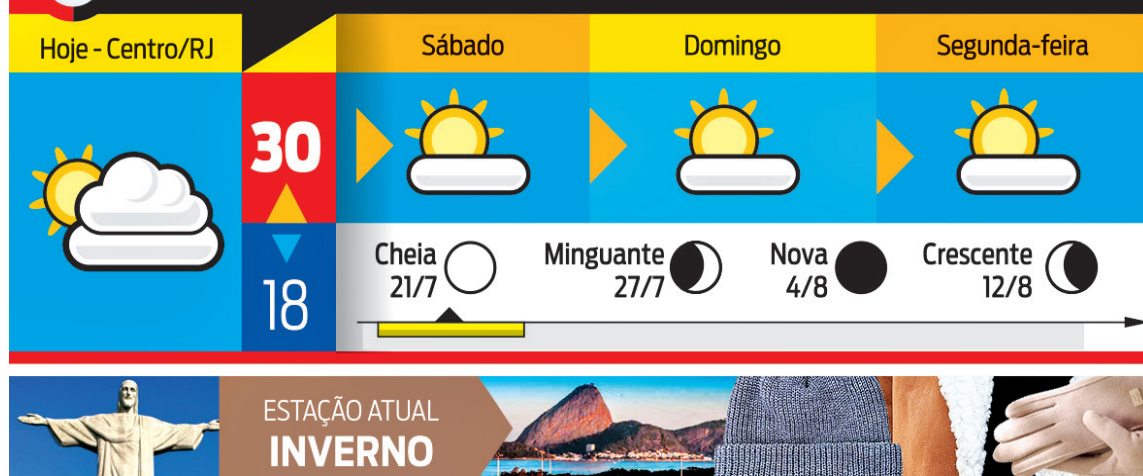 Hoje - Centro/RJ
Sábado
Domingo
Segunda-feira
30
18
Cheia
21/7
Minguante
27/7
Nova
4/8
Crescente
12/8
ESTAÇÃO ATUAL
INVERNO